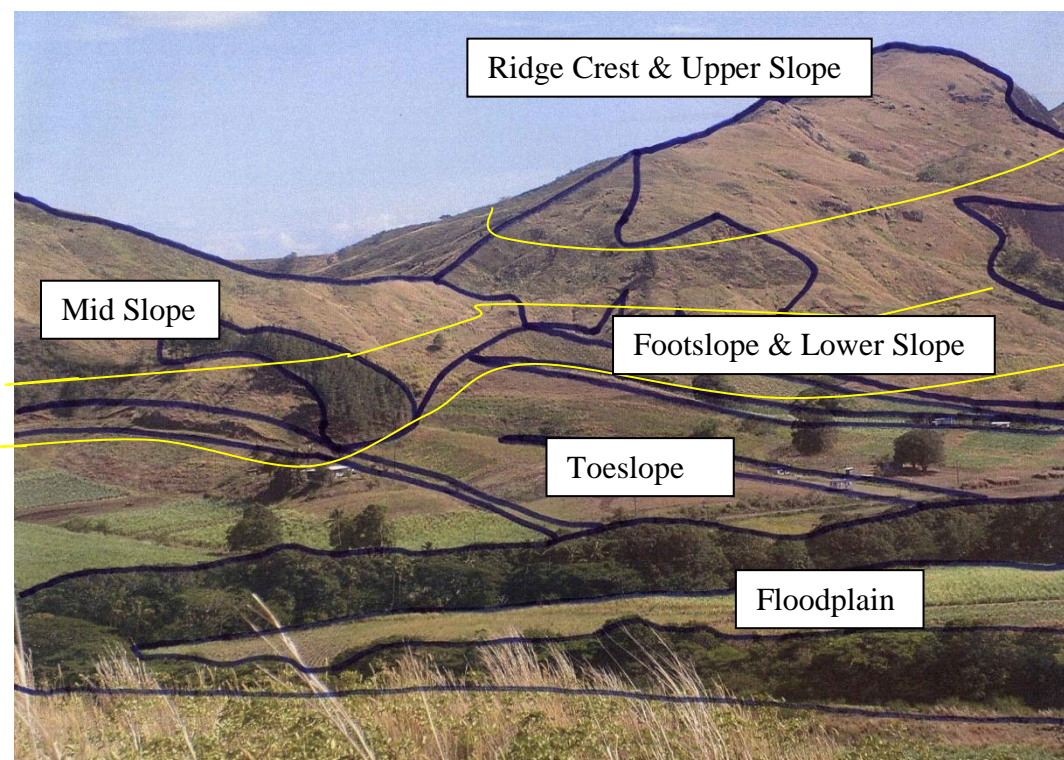 Ridge Crest & Upper Slope
Mid Slope
Footslope & Lower Slope
Toeslope
Floodplain